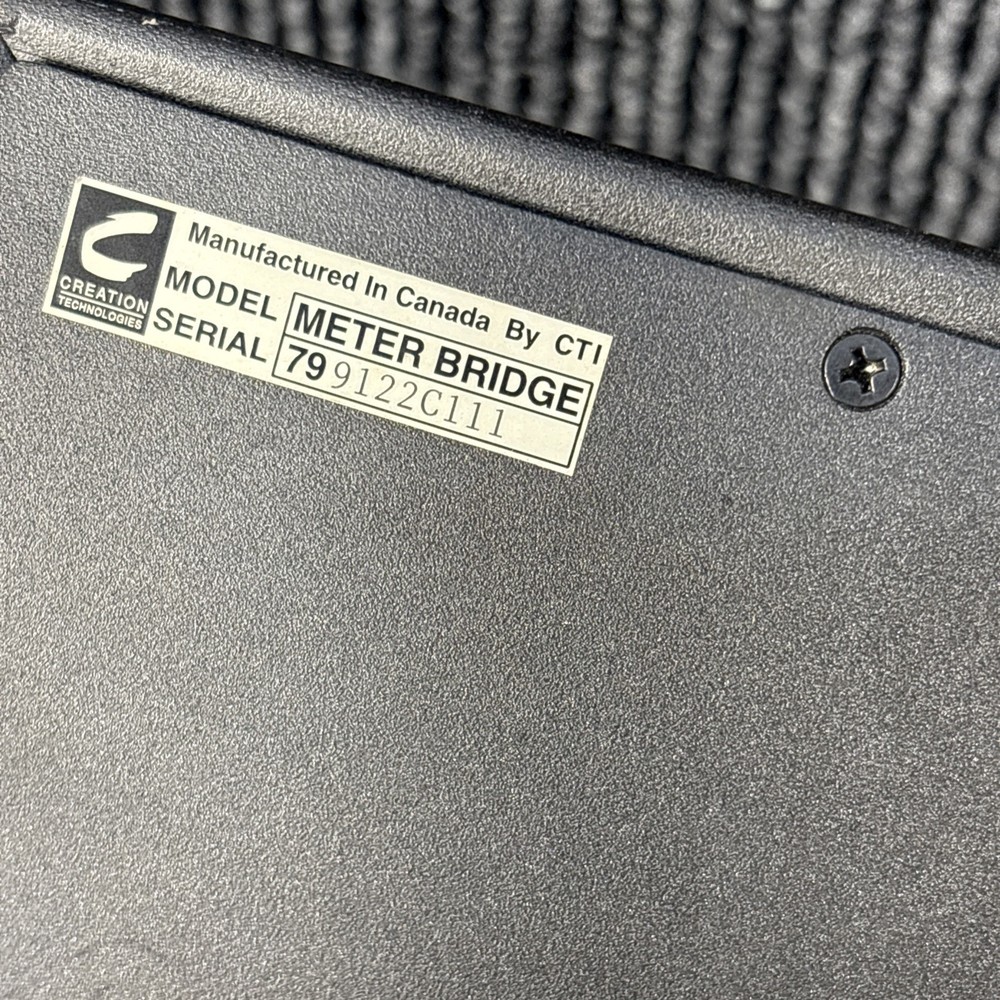 CREATION
TECHNOLOGIES
Manufactured In Canada By CTI
MODEL METER BRIDGE
SERIAL 799122C111